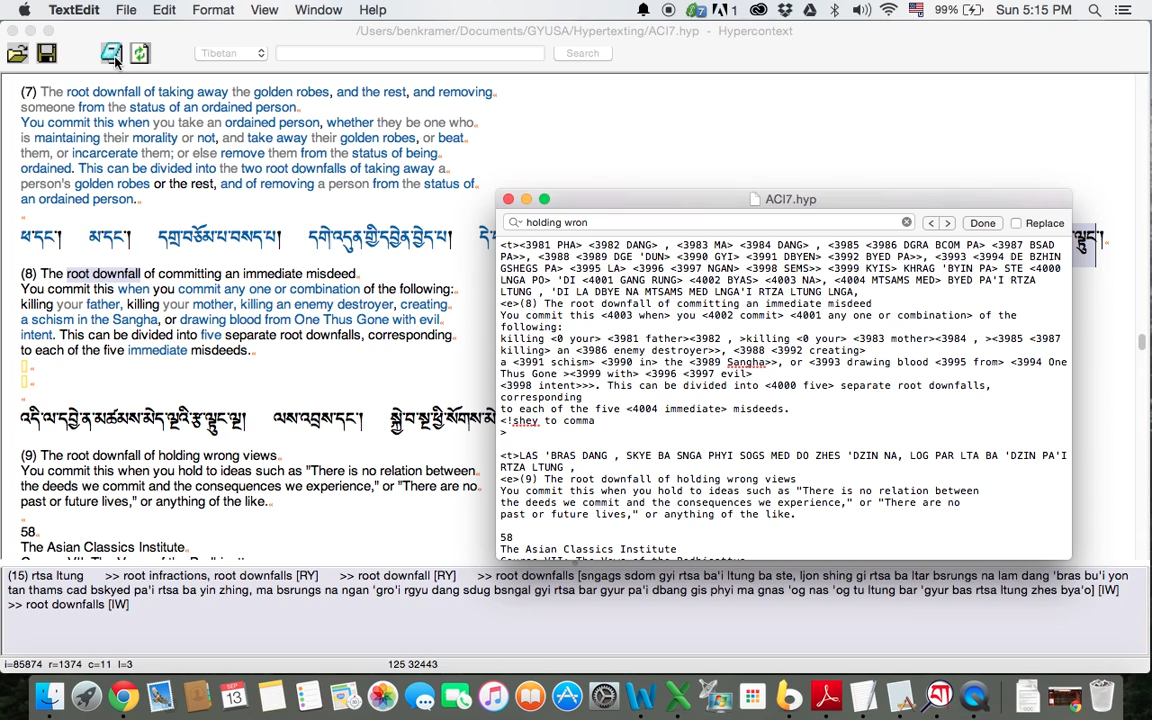 TextEdit File Edit Format View Window Help
1 99% Sun 5:15 PM
/Users/benkramer/Documents/GYUSA/Hypertexting/ACI7.hyp - Hypercontext
Tibetan Search
(7) The root downfall of taking away the golden robes, and the rest, and removing
someone from the status of an ordained person.
You commit this when you take an ordained person, whether they be one who
is maintaining their morality or not, and take away their golden robes, or beat
them, or incarcerate them; or else remove them from the status of being
ordained. This can be divided into the two root downfalls of taking away a
person's golden robes or the rest, and of removing a person from the status of
an ordained person.
ཕ་དང་། མ་དང་། དགྲ་བཅོམ་པ་བསད་པ། དགེ་འདུན་གྱི་དབྱེན་བྱེད་པ། དེ་
(8) The root downfall of committing an immediate misdeed
You commit this when you commit any one or combination of the following:
killing your father, killing your mother, killing an enemy destroyer, creating
a schism in the Sangha, or drawing blood from One Thus Gone with evil
intent. This can be divided into five separate root downfalls, corresponding
to each of the five immediate misdeeds.
འདི་ལ་དབྱེ་ན་མཚམས་མེད་ལྔའི་རྩ་ལྟུང་ལྔ། ལས་འབྲས་དང་། སྐྱེ་བ་སྔ་ཕྱི་སོགས་མེད
(9) The root downfall of holding wrong views
You commit this when you hold to ideas such as "There is no relation between
the deeds we commit and the consequences we experience," or "There are no
past or future lives," or anything of the like.
58
The Asian Classics Institute
ACI7.hyp
holding wron Done Replace
<t><3981 PHA> <3982 DANG> , <3983 MA> <3984 DANG> , <3985 <3986 DGRA BCOM PA> <3987 BSAD
PA>>, <3988 <3989 DGE 'DUN> <3990 GYI> <3991 DBYEN> <3992 BYED PA>>, <3993 <3994 DE BZHIN
GSHEGS PA> <3995 LA> <3996 <3997 NGAN> <3998 SEMS>> <3999 KYIS> KHRAG 'BYIN PA> STE <4000
LNGA PO> 'DI <4001 GANG RUNG> <4002 BYAS> <4003 NA>, <4004 MTSAMS MED> BYED PA'I RTZA
LTUNG , 'DI LA DBYE NA MTSAMS MED LNGA'I RTZA LTUNG LNGA,
<e>(8) The root downfall of committing an immediate misdeed
You commit this <4003 when> you <4002 commit> <4001 any one or combination> of the
following:
killing <0 your> <3981 father><3982 , >killing <0 your> <3983 mother><3984 , ><3985 <3987
killing> an <3986 enemy destroyer>>, <3988 <3992 creating>
a <3991 schism> <3990 in> the <3989 Sangha>>, or <3993 drawing blood <3995 from> <3994 One
Thus Gone ><3999 with> <3996 <3997 evil>
<3998 intent>>>. This can be divided into <4000 five> separate root downfalls,
corresponding
to each of the five <4004 immediate> misdeeds.
<!shey to comma
>
<t>LAS 'BRAS DANG , SKYE BA SNGA PHYI SOGS MED DO ZHES 'DZIN NA, LOG PAR LTA BA 'DZIN PA'I
RTZA LTUNG ,
<e>(9) The root downfall of holding wrong views
You commit this when you hold to ideas such as "There is no relation between
the deeds we commit and the consequences we experience," or "There are no
past or future lives," or anything of the like.
58
The Asian Classics Institute
(15) rtsa ltung >> root infractions, root downfalls [RY] >> root downfall [RY] >> root downfalls [sngags sdom gyi rtsa ba'i ltung ba ste, ljon shing gi rtsa ba ltar bsrungs na lam dang 'bras bu'i yon
tan thams cad bskyed pa'i rtsa ba yin zhing, ma bsrungs na ngan 'gro'i rgyu dang sdug bsngal gyi rtsa bar gyur pa'i dbang gis phyi ma gnas 'og nas 'og tu ltung bar 'gyur bas rtsa ltung zhes bya'o] [IW]
>> root downfalls [IW]
i=85874 r=1374 c=11 l=3 125 32443